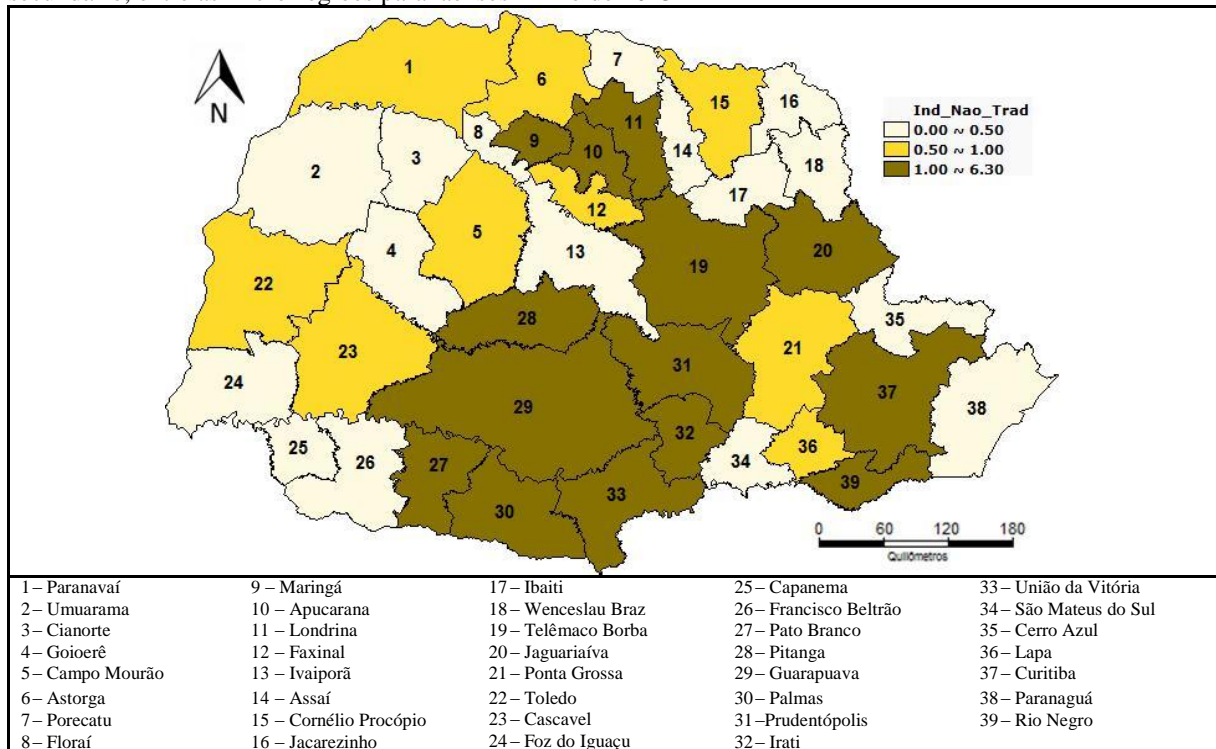 1
2
3
4
5
6
7
8
9
10
11
12
13
14
15
16
17
18
19
20
21
22
23
24
25
26
27
28
29
30
31
32
33
34
35
36
37
38
39
N
Ind_Nao_Trad
0.00 ~ 0.50
0.50 ~ 1.00
1.00 ~ 6.30
0 60 120 180
Quilômetros
1 – Paranavaí 9 – Maringá 17 – Ibaiti 25 – Capanema 33 – União da Vitória
2 – Umuarama 10 – Apucarana 18 – Wenceslau Braz 26 – Francisco Beltrão 34 – São Mateus do Sul
3 – Cianorte 11 – Londrina 19 – Telêmaco Borba 27 – Pato Branco 35 – Cerro Azul
4 – Goioerê 12 – Faxinal 20 – Jaguariaíva 28 – Pitanga 36 – Lapa
5 – Campo Mourão 13 – Ivaiporã 21 – Ponta Grossa 29 – Guarapuava 37 – Curitiba
6 – Astorga 14 – Assaí 22 – Toledo 30 – Palmas 38 – Paranaguá
7 – Porecatu 15 – Cornélio Procópio 23 – Cascavel 31 –Prudentópolis 39 – Rio Negro
8 – Floraí 16 – Jacarezinho 24 – Foz do Iguaçu 32 – Irati